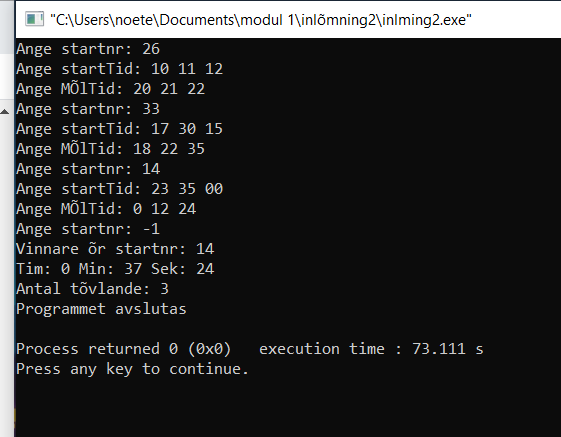 "C:\Users\noete\Documents\modul 1\inlõmning2\inlming2.exe"
Ange startnr: 26
Ange startTid: 10 11 12
Ange MÕlTid: 20 21 22
Ange startnr: 33
Ange startTid: 17 30 15
Ange MÕlTid: 18 22 35
Ange startnr: 14
Ange startTid: 23 35 00
Ange MÕlTid: 0 12 24
Ange startnr: -1
Vinnare õr startnr: 14
Tim: 0 Min: 37 Sek: 24
Antal tõvlande: 3
Programmet avslutas
Process returned 0 (0x0)   execution time : 73.111 s
Press any key to continue.